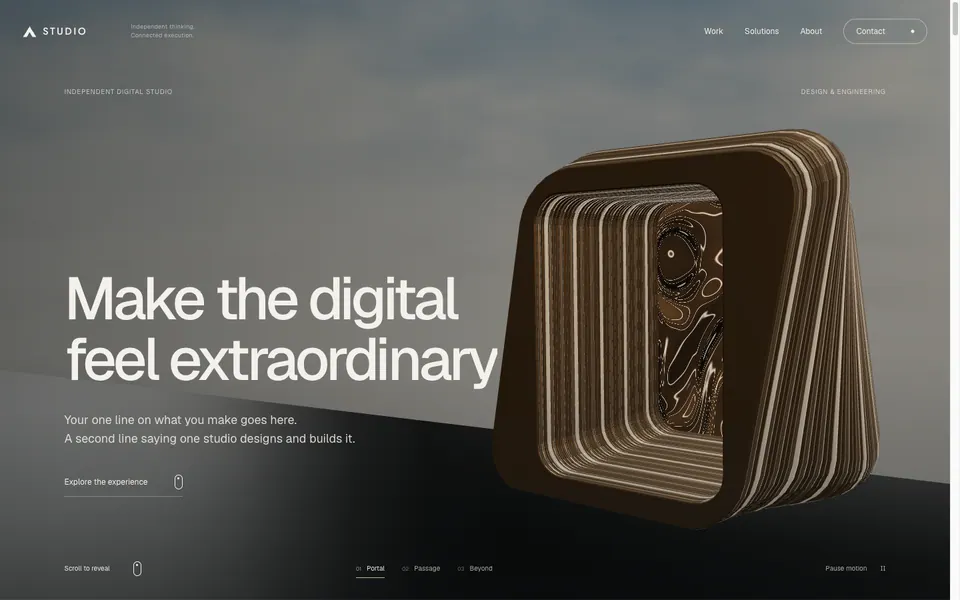 STUDIO
Independent thinking.
Connected execution.
Work
Solutions
About
Contact
INDEPENDENT DIGITAL STUDIO
DESIGN & ENGINEERING
Make the digital
feel extraordinary
Your one line on what you make goes here.
A second line saying one studio designs and builds it.
Explore the experience
Scroll to reveal
01 Portal
02 Passage
03 Beyond
Pause motion